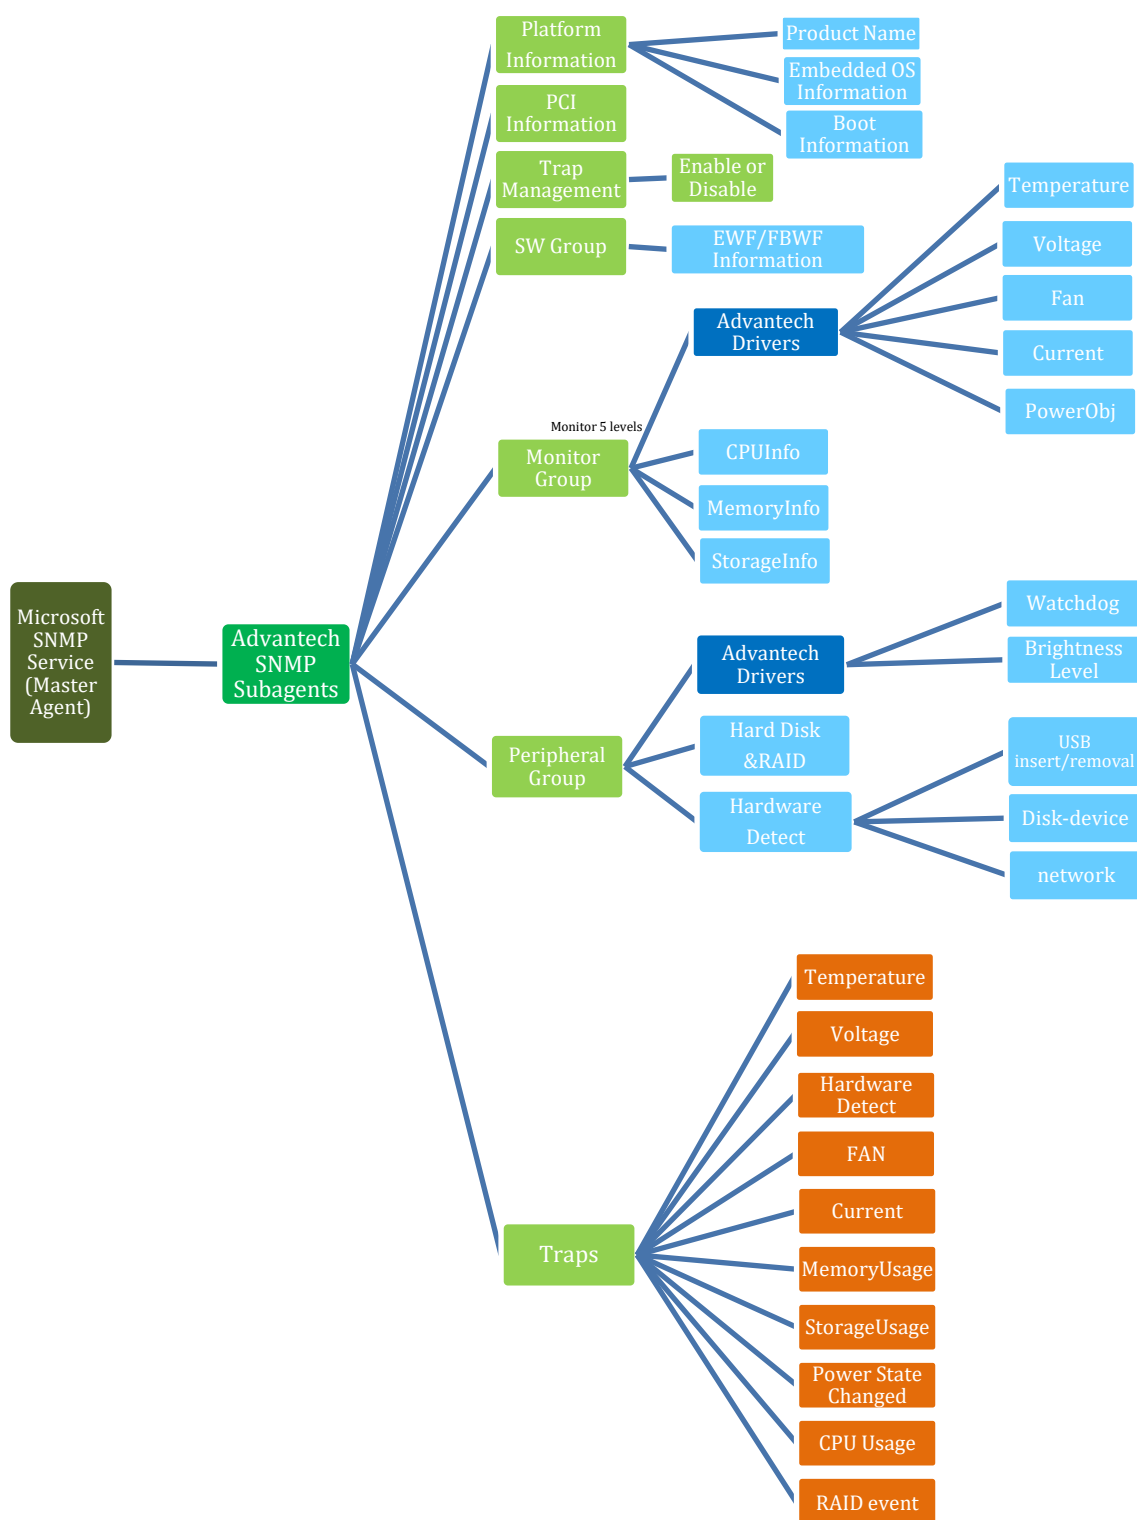 Platform
Information
Product Name
Embedded OS
Information
Boot
Information
PCI
Information
Trap
Management
Enable or
Disable
SW Group
EWF/FBWF
Information
Monitor 5 levels
Monitor
Group
Advantech
Drivers
Temperature
Voltage
Fan
Current
PowerObj
CPUInfo
MemoryInfo
StorageInfo
Microsoft
SNMP
Service
(Master
Agent)
Advantech
SNMP
Subagents
Peripheral
Group
Advantech
Drivers
Watchdog
Brightness
Level
Hard Disk
&RAID
Hardware
Detect
USB
insert/removal
Disk-device
network
Traps
Temperature
Voltage
Hardware
Detect
FAN
Current
MemoryUsage
StorageUsage
Power State
Changed
CPU Usage
RAID event